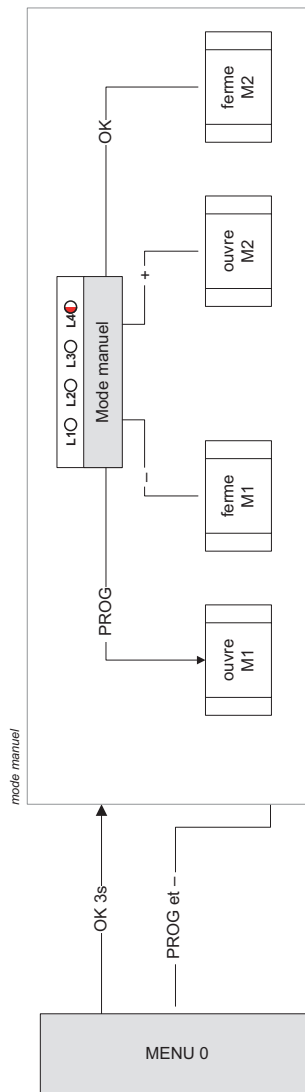 mode manuel
MENU 0
OK 3s
PROG et –
L1 L2 L3 L4
Mode manuel
PROG
–
+
OK
ouvre
M1
ferme
M1
ouvre
M2
ferme
M2